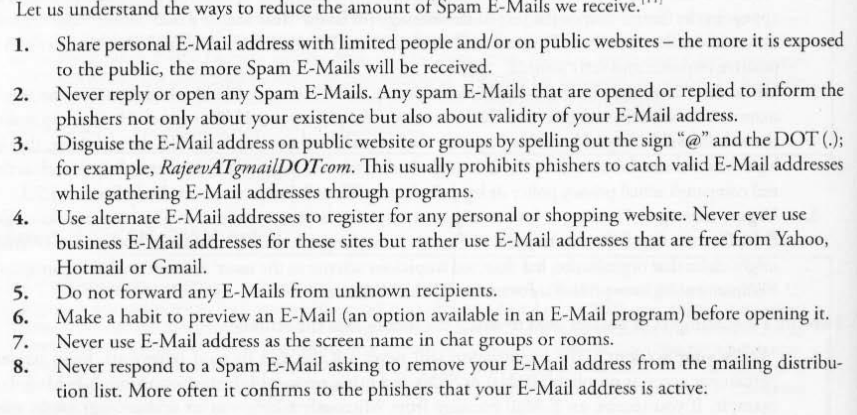 Let us understand the ways to reduce the amount of Spam E-Mails we receive.
1. Share personal E-Mail address with limited people and/or on public websites – the more it is exposed
to the public, the more Spam E-Mails will be received.
2. Never reply or open any Spam E-Mails. Any spam E-Mails that are opened or replied to inform the
phishers not only about your existence but also about validity of your E-Mail address.
3. Disguise the E-Mail address on public website or groups by spelling out the sign “@” and the DOT (.);
for example, RajeevATgmailDOTcom. This usually prohibits phishers to catch valid E-Mail addresses
while gathering E-Mail addresses through programs.
4. Use alternate E-Mail addresses to register for any personal or shopping website. Never ever use
business E-Mail addresses for these sites but rather use E-Mail addresses that are free from Yahoo,
Hotmail or Gmail.
5. Do not forward any E-Mails from unknown recipients.
6. Make a habit to preview an E-Mail (an option available in an E-Mail program) before opening it.
7. Never use E-Mail address as the screen name in chat groups or rooms.
8. Never respond to a Spam E-Mail asking to remove your E-Mail address from the mailing distribu-
tion list. More often it confirms to the phishers that your E-Mail address is active.